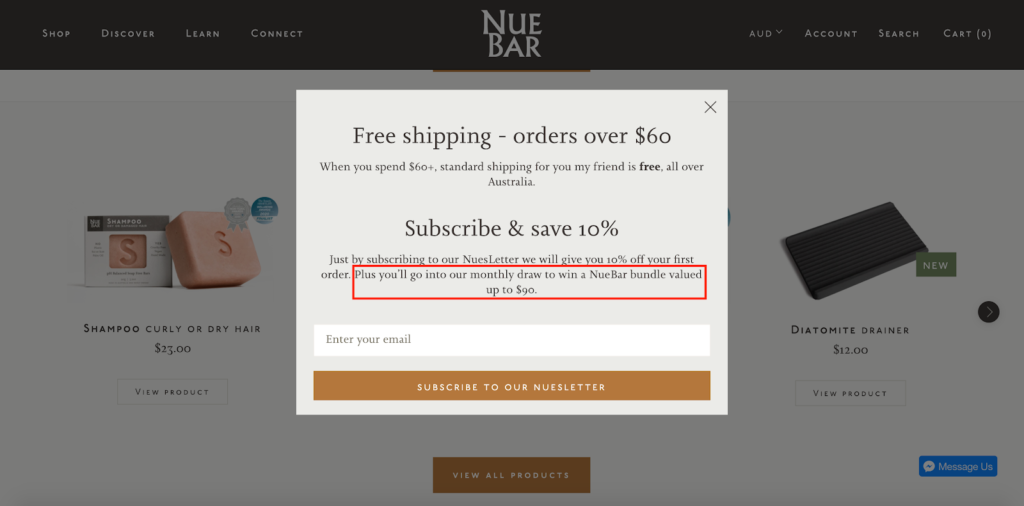 SHOP DISCOVER LEARN CONNECT
NUE
BAR
AUD ACCOUNT SEARCH CART (0)
Free shipping - orders over $60
When you spend $60+, standard shipping for you my friend is free, all over
Australia.
Subscribe & save 10%
Just by subscribing to our NuesLetter we will give you 10% off your first
order. Plus you'll go into our monthly draw to win a NueBar bundle valued
up to $90.
Enter your email
SUBSCRIBE TO OUR NUESLETTER
SHAMPOO
S
S
SHAMPOO CURLY OR DRY HAIR
$23.00
VIEW PRODUCT
NEW
DIATOMITE DRAINER
$12.00
VIEW PRODUCT
VIEW ALL PRODUCTS
Message Us